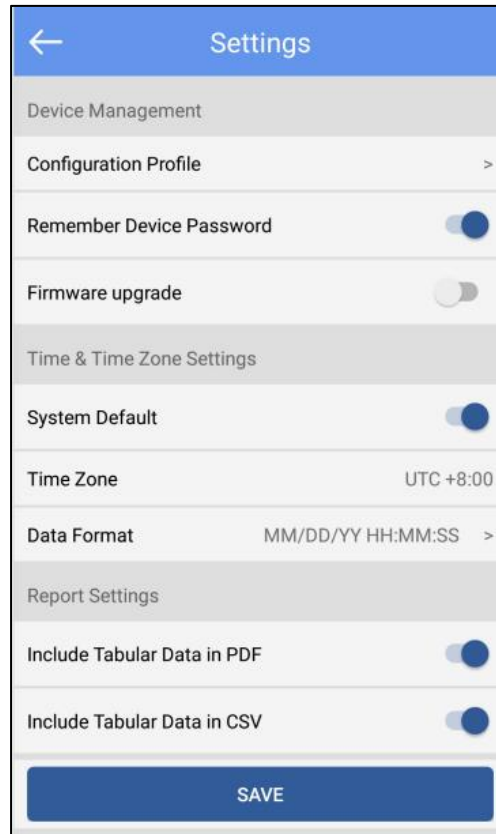 Settings
Device Management
Configuration Profile >
Remember Device Password
Firmware upgrade
Time & Time Zone Settings
System Default
Time Zone UTC +8:00
Data Format MM/DD/YY HH:MM:SS >
Report Settings
Include Tabular Data in PDF
Include Tabular Data in CSV
SAVE